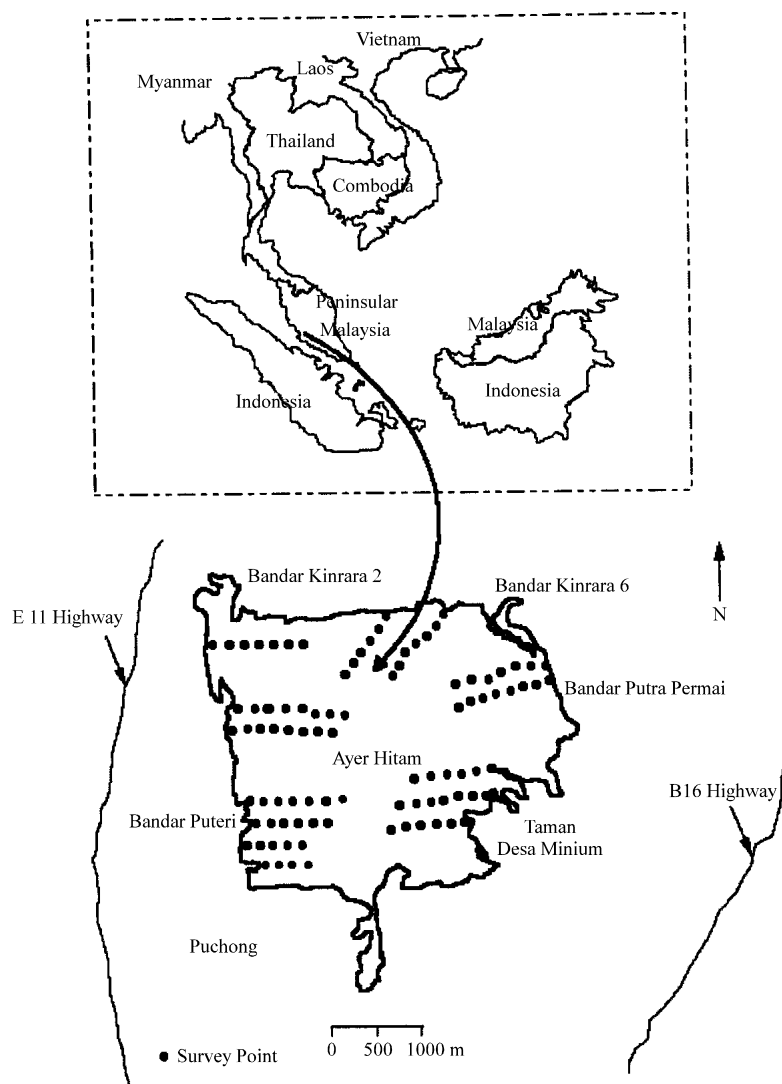 Vietnam
Laos
Myanmar
Thailand
Combodia
Peninsular
Malaysia
Malaysia
Indonesia
Indonesia
Bandar Kinrara 2
Bandar Kinrara 6
N
E 11 Highway
Bandar Putra Permai
Ayer Hitam
B16 Highway
Bandar Puteri
Taman
Desa Minium
Puchong
0 500 1000 m
Survey Point